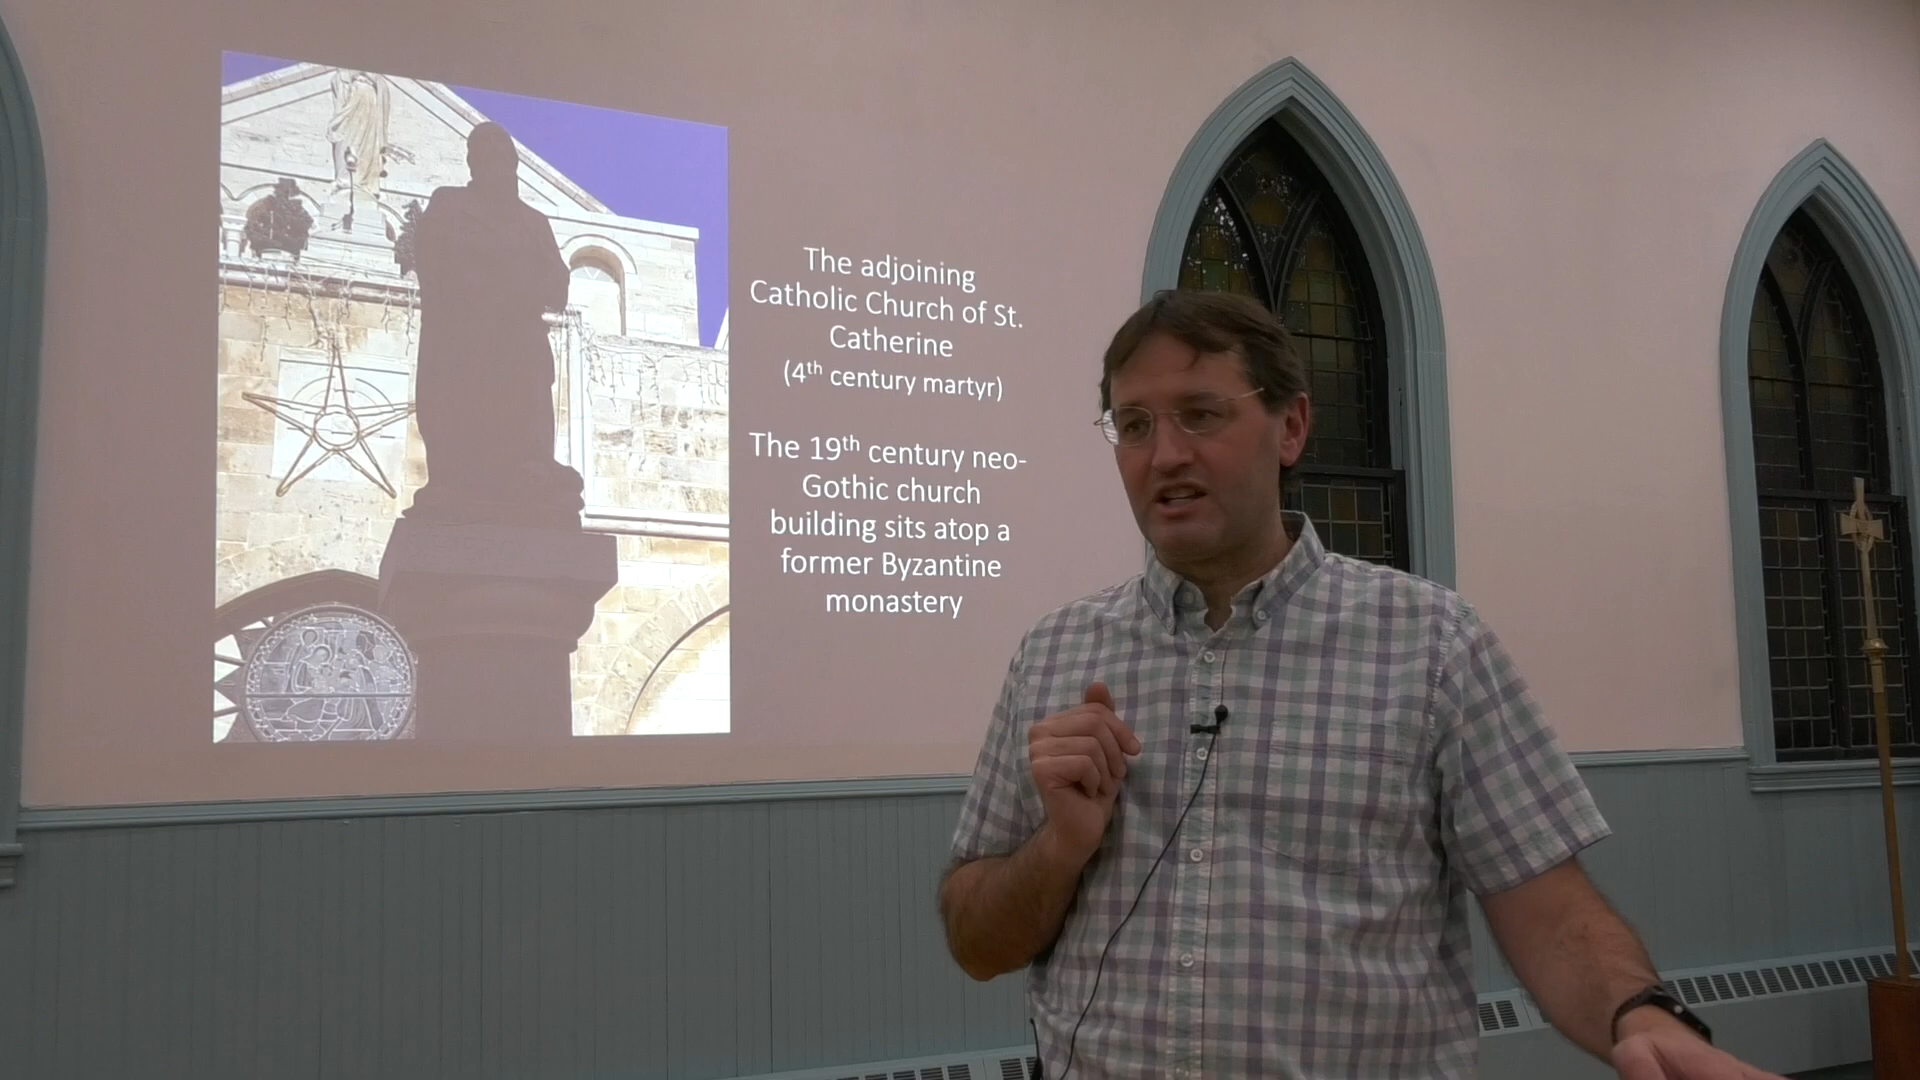 The adjoining
Catholic Church of St.
Catherine
(4th century martyr)
The 19th century neo-
Gothic church
building sits atop a
former Byzantine
monastery